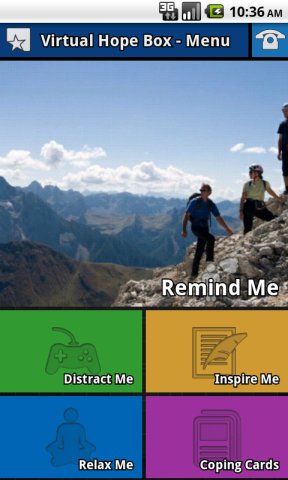 3G 10:36 AM
Virtual Hope Box - Menu
Remind Me
Distract Me
Inspire Me
Relax Me
Coping Cards